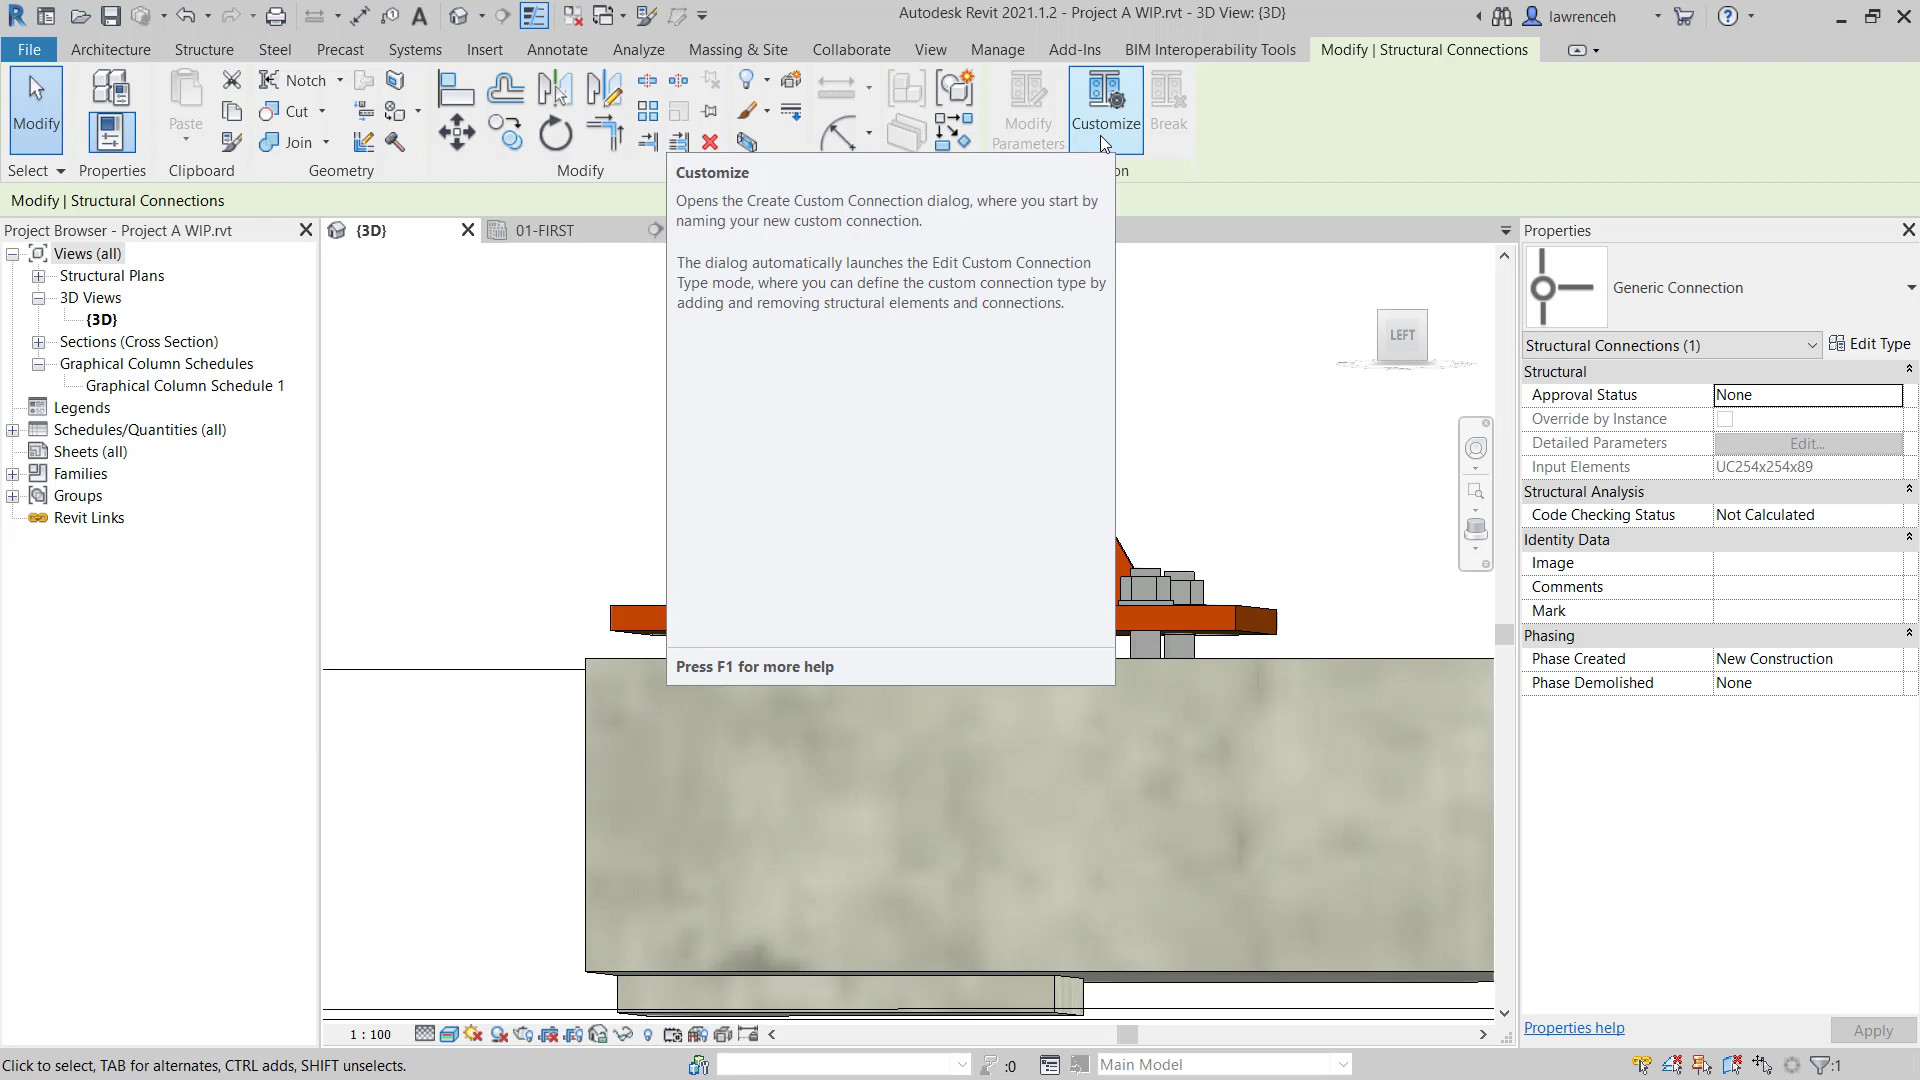 Autodesk Revit 2021.1.2 - Project A WIP.rvt - 3D View: {3D}
lawrenceh
File Architecture Structure Steel Precast Systems Insert Annotate Analyze Massing & Site Collaborate View Manage Add-Ins BIM Interoperability Tools Modify | Structural Connections
Modify
Paste
Notch
Cut
Join
Modify Parameters
Customize
Break
Select Properties Clipboard Geometry Modify
on
Modify | Structural Connections
Project Browser - Project A WIP.rvt
Views (all)
Structural Plans
3D Views
{3D}
Sections (Cross Section)
Graphical Column Schedules
Graphical Column Schedule 1
Legends
Schedules/Quantities (all)
Sheets (all)
Families
Groups
Revit Links
{3D}
01-FIRST
Customize
Opens the Create Custom Connection dialog, where you start by
naming your new custom connection.
The dialog automatically launches the Edit Custom Connection
Type mode, where you can define the custom connection type by
adding and removing structural elements and connections.
Press F1 for more help
LEFT
Properties
Generic Connection
Structural Connections (1)
Edit Type
Structural
Approval Status None
Override by Instance
Detailed Parameters Edit...
Input Elements UC254x254x89
Structural Analysis
Code Checking Status Not Calculated
Identity Data
Image
Comments
Mark
Phasing
Phase Created New Construction
Phase Demolished None
Properties help
Apply
1 : 100
Click to select, TAB for alternates, CTRL adds, SHIFT unselects.
:0
Main Model
:1